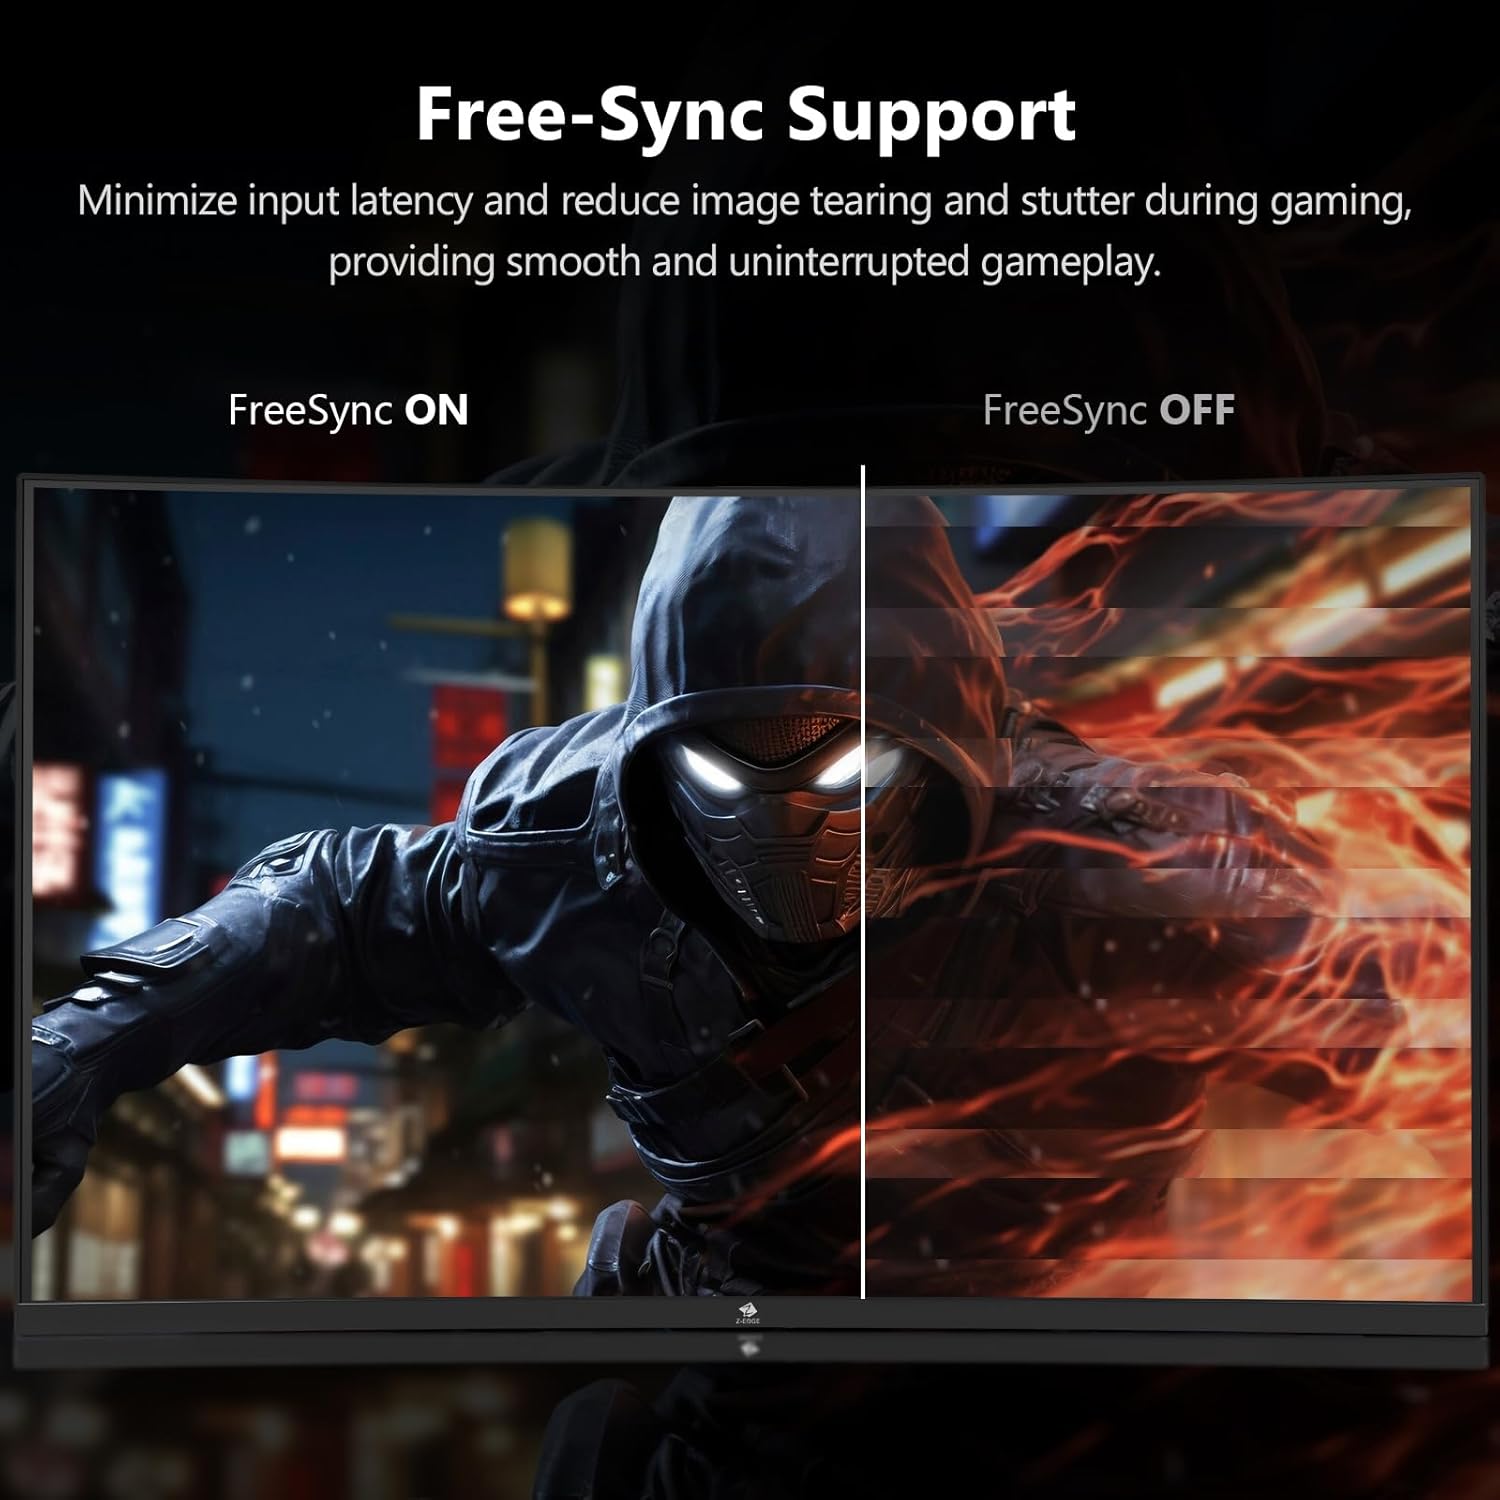 Free-Sync Support
Minimize input latency and reduce image tearing and stutter during gaming,
providing smooth and uninterrupted gameplay.
FreeSync ON
FreeSync OFF
Z-EDGE